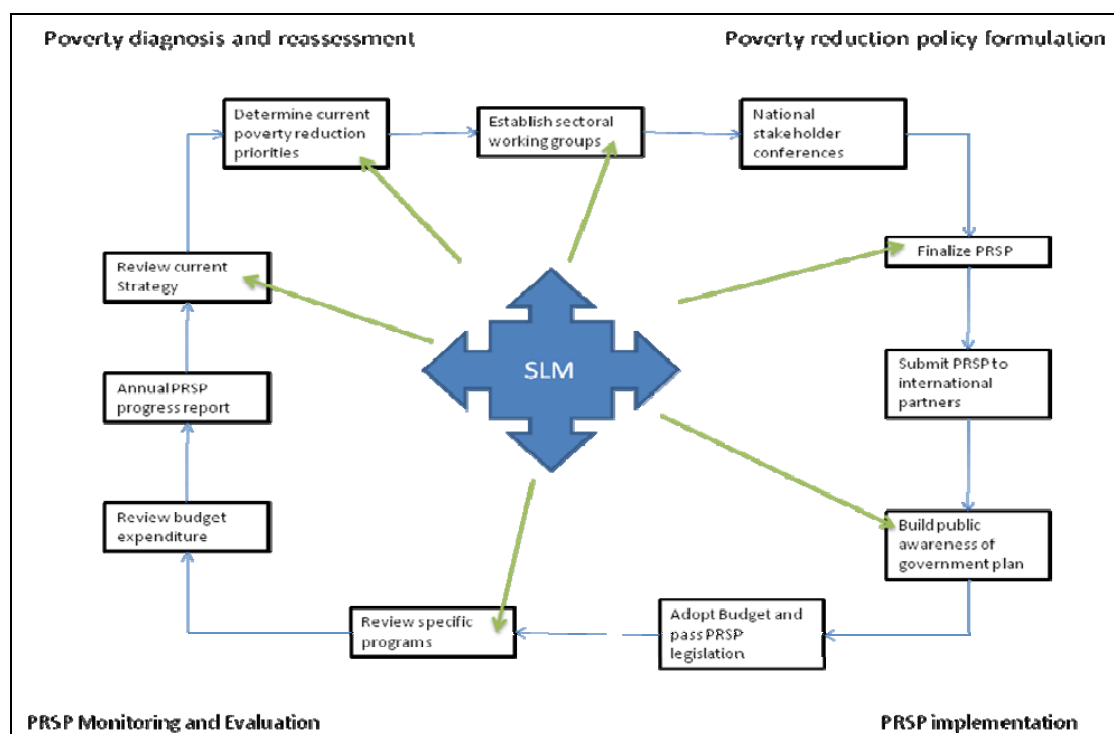 Poverty diagnosis and reassessment
Poverty reduction policy formulation
Determine current
poverty reduction
priorities
Establish sectoral
working groups
National
stakeholder
conferences
Review current
Strategy
Finalize PRSP
SLM
Annual PRSP
progress report
Submit PRSP to
international
partners
Review budget
expenditure
Build public
awareness of
government plan
Review specific
programs
Adopt Budget and
pass PRSP
legislation
PRSP Monitoring and Evaluation
PRSP implementation